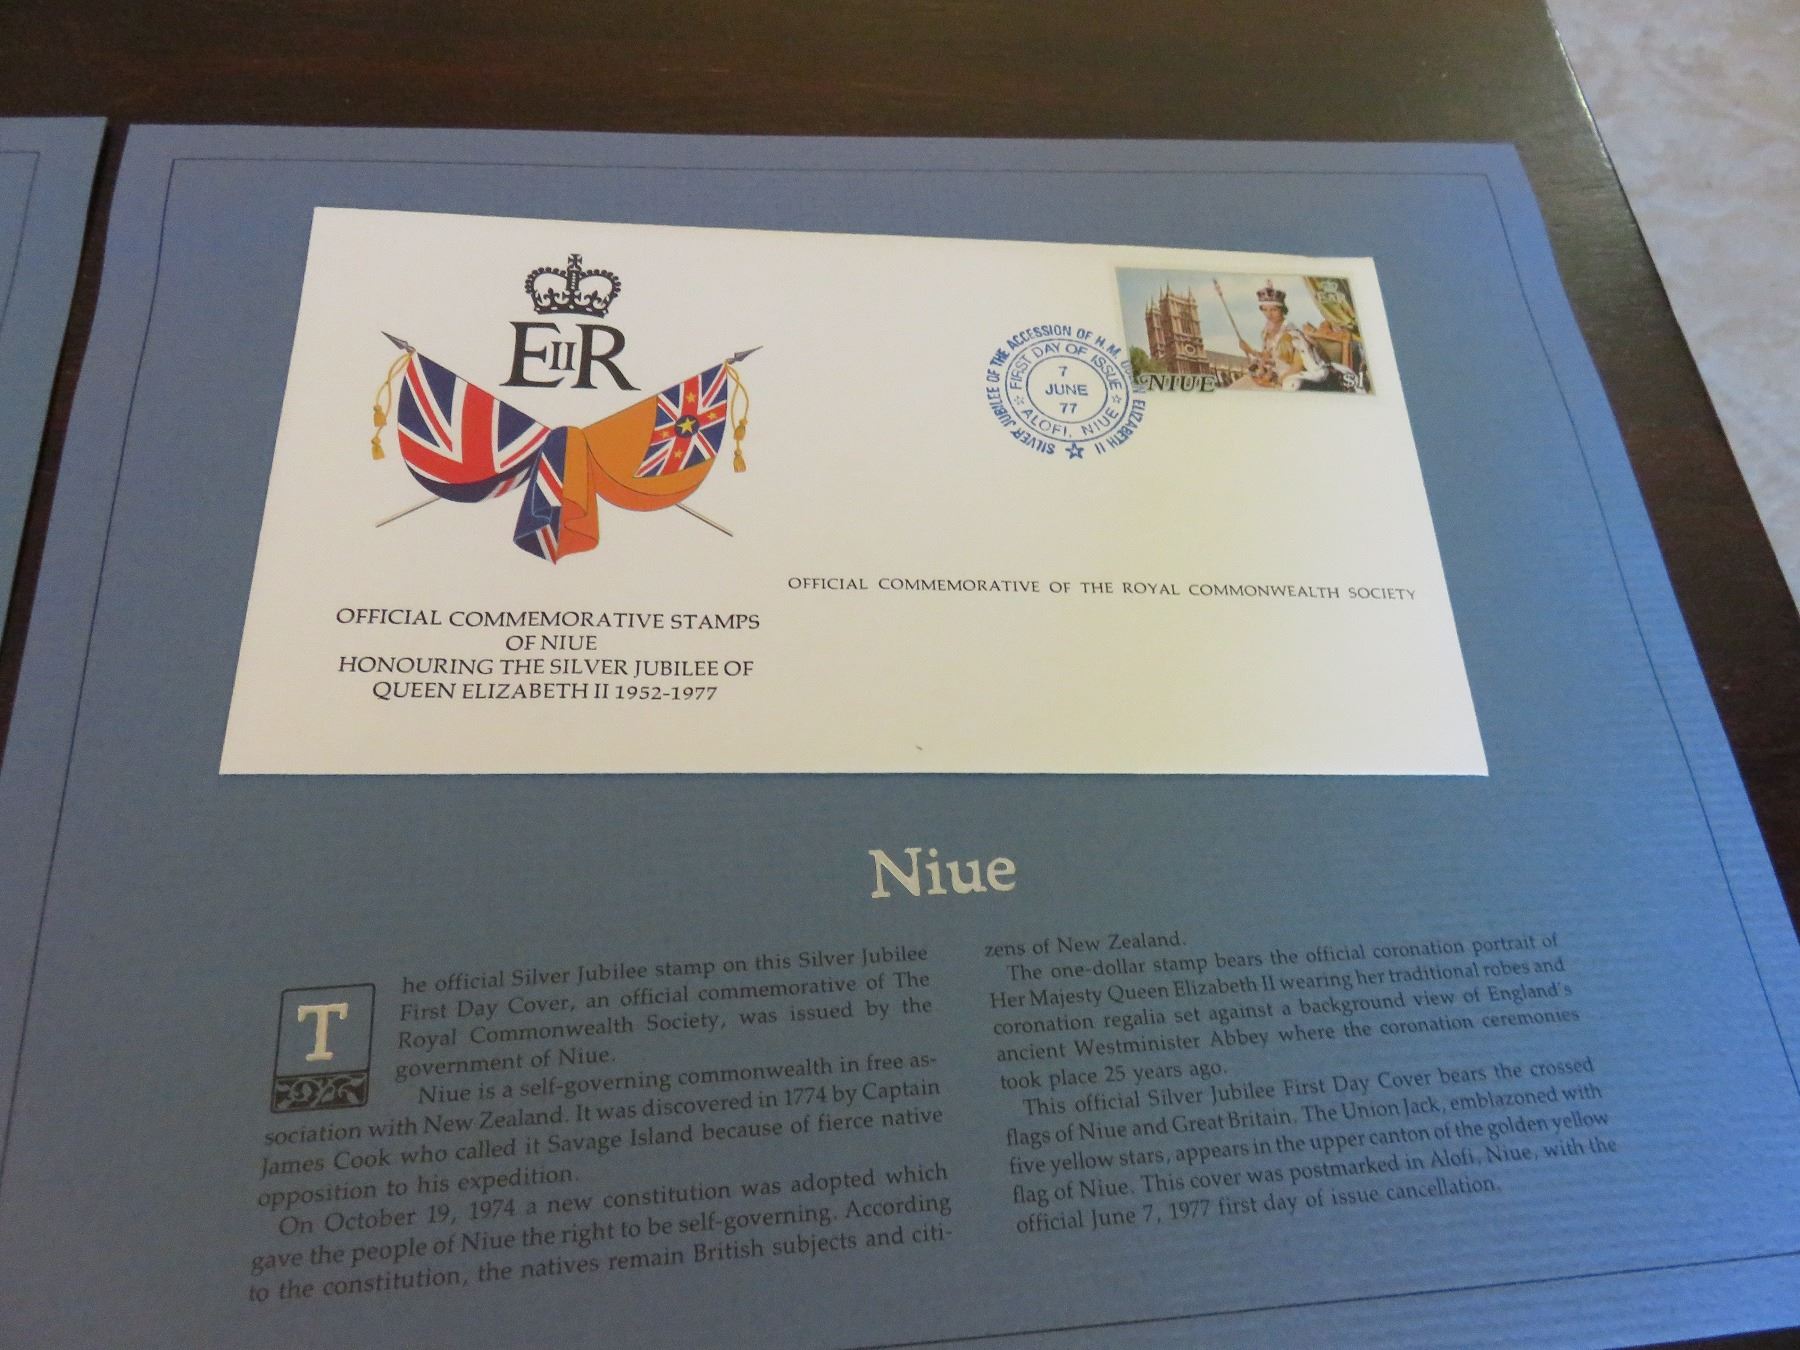 EIIR
OFFICIAL COMMEMORATIVE STAMPS
OF NIUE
HONOURING THE SILVER JUBILEE OF
QUEEN ELIZABETH II 1952-1977
SILVER JUBILEE OF THE ACCESSION OF H.M. QUEEN ELIZABETH II
FIRST DAY OF ISSUE
7
JUNE
77
ALOFI, NIUE
NIUE
$1
OFFICIAL COMMEMORATIVE OF THE ROYAL COMMONWEALTH SOCIETY
Niue
The official Silver Jubilee stamp on this Silver Jubilee
First Day Cover, an official commemorative of The
Royal Commonwealth Society, was issued by the
government of Niue.
Niue is a self-governing commonwealth in free as-
sociation with New Zealand. It was discovered in 1774 by Captain
James Cook who called it Savage Island because of fierce native
opposition to his expedition.
On October 19, 1974 a new constitution was adopted which
gave the people of Niue the right to be self-governing. According
to the constitution, the natives remain British subjects and citi-
zens of New Zealand.
The one-dollar stamp bears the official coronation portrait of
Her Majesty Queen Elizabeth II wearing her traditional robes and
coronation regalia set against a background view of England's
ancient Westminister Abbey where the coronation ceremonies
took place 25 years ago.
This official Silver Jubilee First Day Cover bears the crossed
flags of Niue and Great Britain. The Union Jack, emblazoned with
five yellow stars, appears in the upper canton of the golden yellow
flag of Niue. This cover was postmarked in Alofi, Niue, with the
official June 7, 1977 first day of issue cancellation.